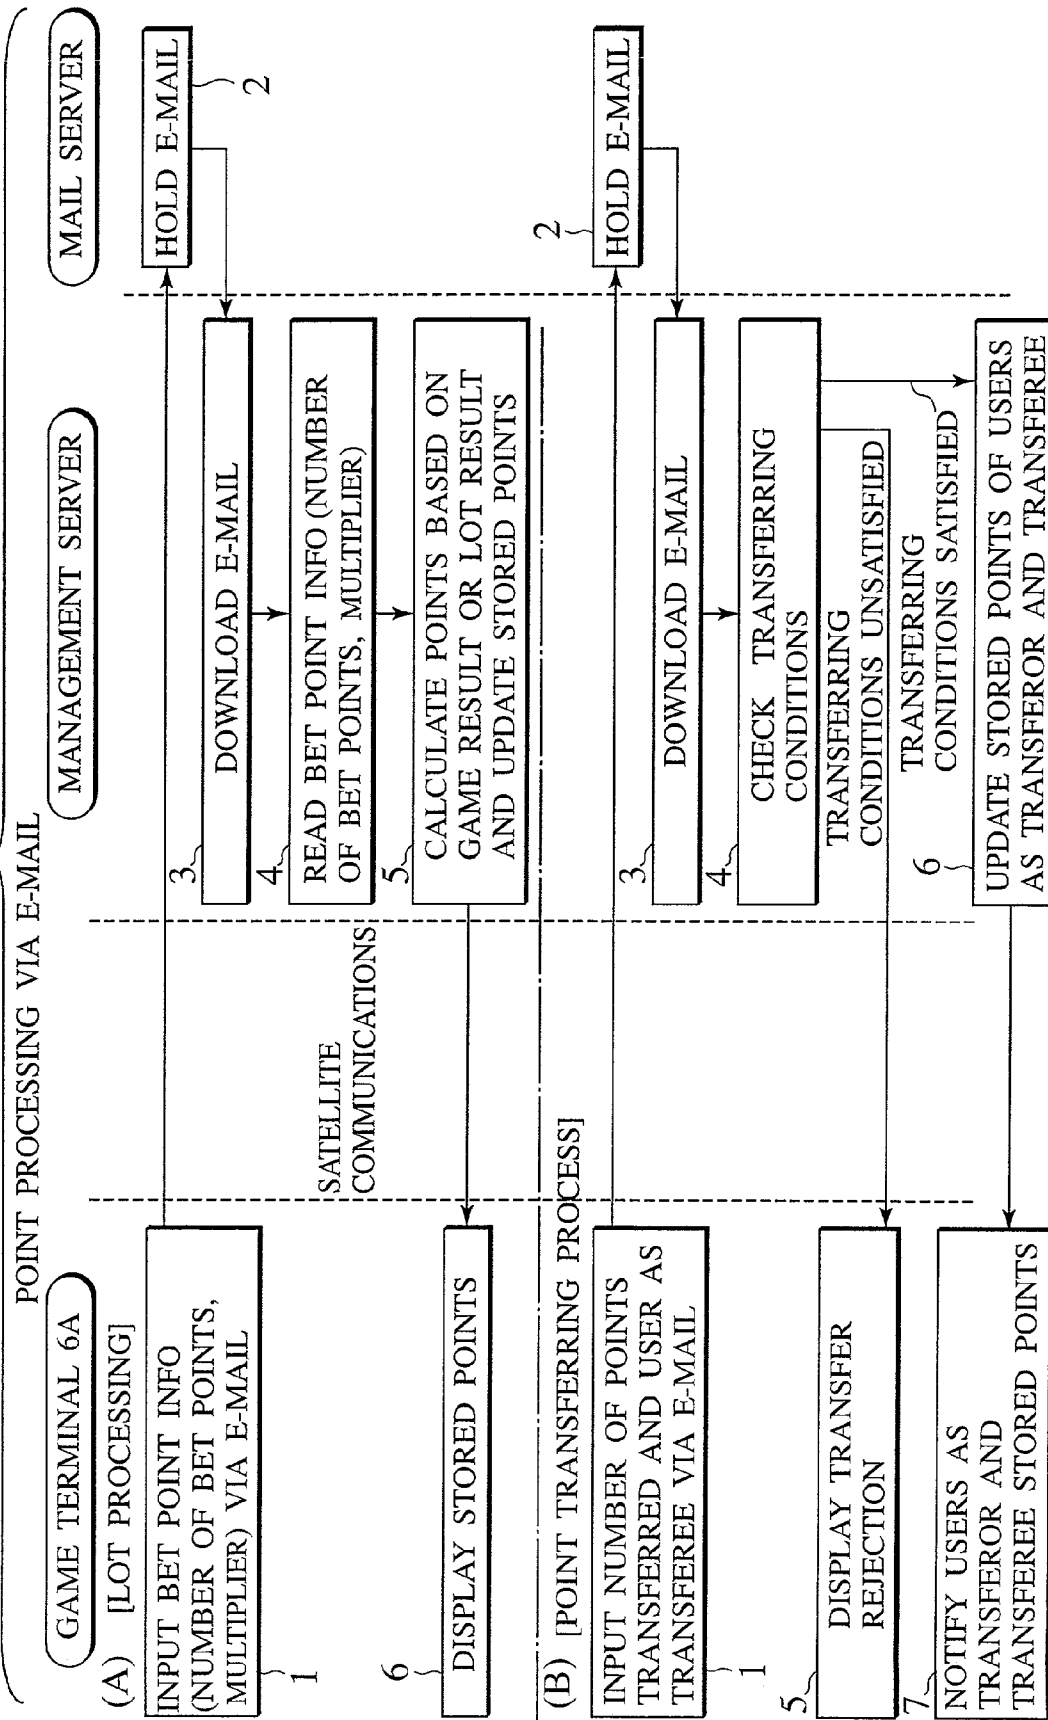 POINT PROCESSING VIA E-MAIL
GAME TERMINAL 6A
MANAGEMENT SERVER
MAIL SERVER
(A) [LOT PROCESSING]
INPUT BET POINT INFO
(NUMBER OF BET POINTS,
MULTIPLIER) VIA E-MAIL
1
HOLD E-MAIL
2
3
DOWNLOAD E-MAIL
4
READ BET POINT INFO (NUMBER
OF BET POINTS, MULTIPLIER)
5
CALCULATE POINTS BASED ON
GAME RESULT OR LOT RESULT
AND UPDATE STORED POINTS
SATELLITE
COMMUNICATIONS
6
DISPLAY STORED POINTS
(B) [POINT TRANSFERRING PROCESS]
INPUT NUMBER OF POINTS
TRANSFERRED AND USER AS
TRANSFEREE VIA E-MAIL
1
2
HOLD E-MAIL
3
DOWNLOAD E-MAIL
4
CHECK TRANSFERRING
CONDITIONS
TRANSFERRING
CONDITIONS UNSATISFIED
TRANSFERRING
CONDITIONS SATISFIED
5
DISPLAY TRANSFER
REJECTION
6
UPDATE STORED POINTS OF USERS
AS TRANSFEROR AND TRANSFEREE
7
NOTIFY USERS AS
TRANSFEROR AND
TRANSFEREE STORED POINTS